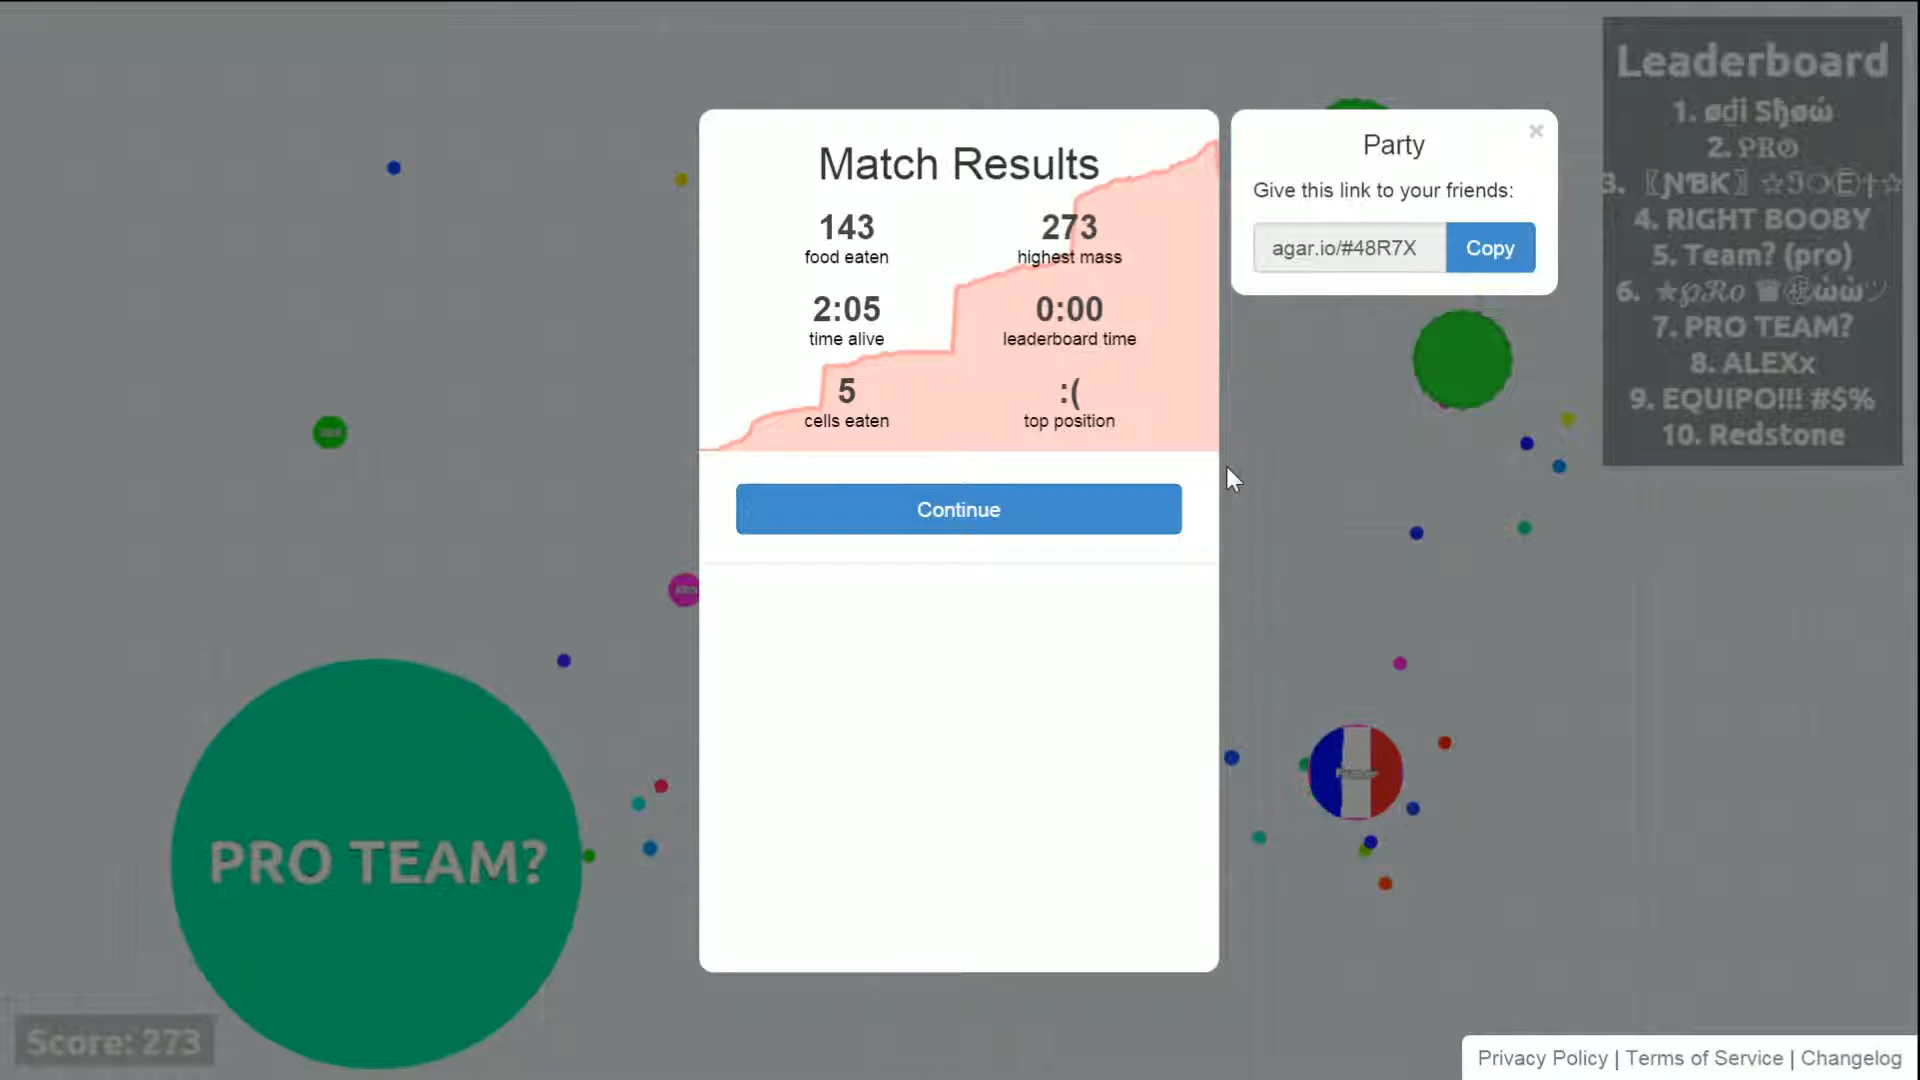 Match Results
143
food eaten
273
highest mass
2:05
time alive
0:00
leaderboard time
5
cells eaten
:(
top position
Continue
Party
×
Give this link to your friends:
agar.io/#48R7X
Copy
Leaderboard
1. ødi Sђøώ
2. ℙℝØ
3.
4. RIGHT BOOBY
5. Team? (pro)
6.
7. PRO TEAM?
8. ALEXx
9. EQUIPO!!! #$%
10. Redstone
PRO TEAM?
Score: 273
Privacy Policy | Terms of Service | Changelog